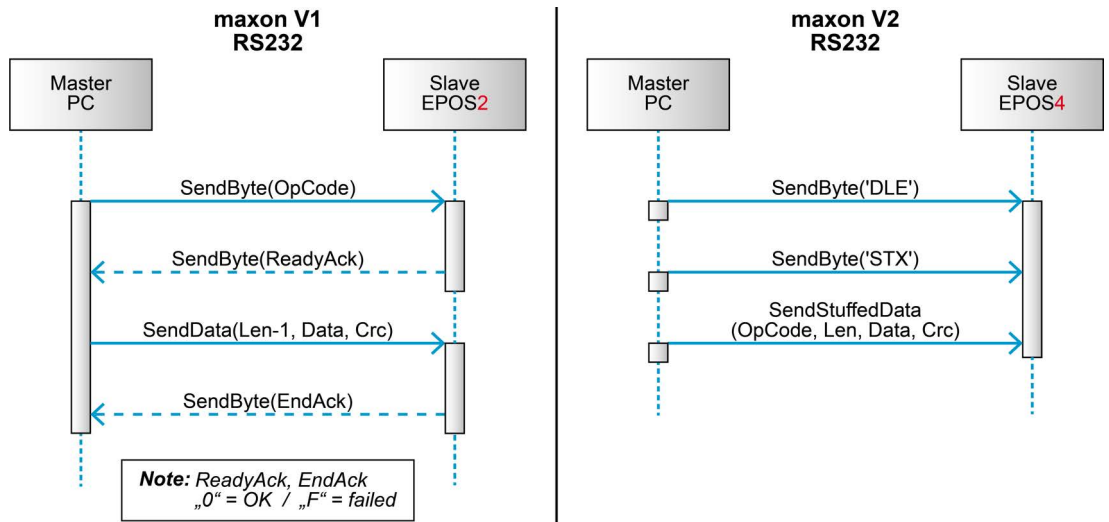 maxon V1
RS232
Master
PC
Slave
EPOS2
SendByte(OpCode)
SendByte(ReadyAck)
SendData(Len-1, Data, Crc)
SendByte(EndAck)
Note: ReadyAck, EndAck
„0“ = OK / „F“ = failed
maxon V2
RS232
Master
PC
Slave
EPOS4
SendByte('DLE')
SendByte('STX')
SendStuffedData
(OpCode, Len, Data, Crc)